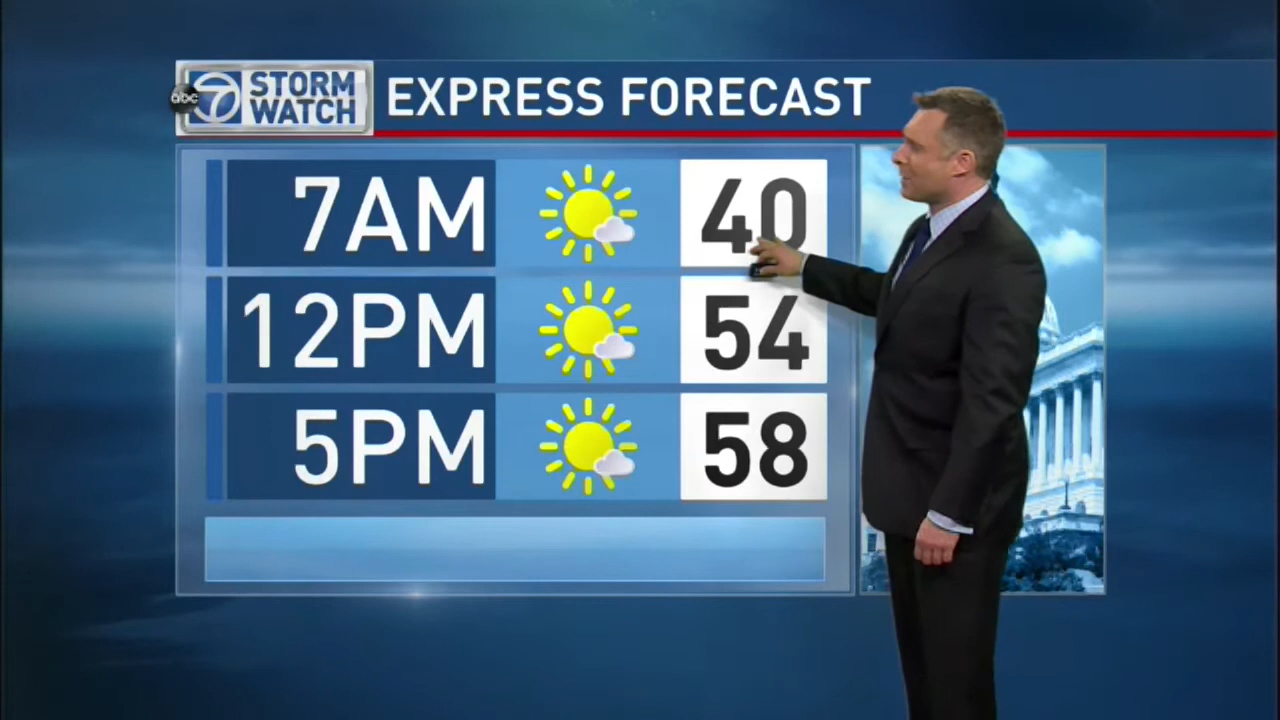 abc 7 STORM
WATCH
EXPRESS FORECAST
7AM 40
12PM 54
5PM 58